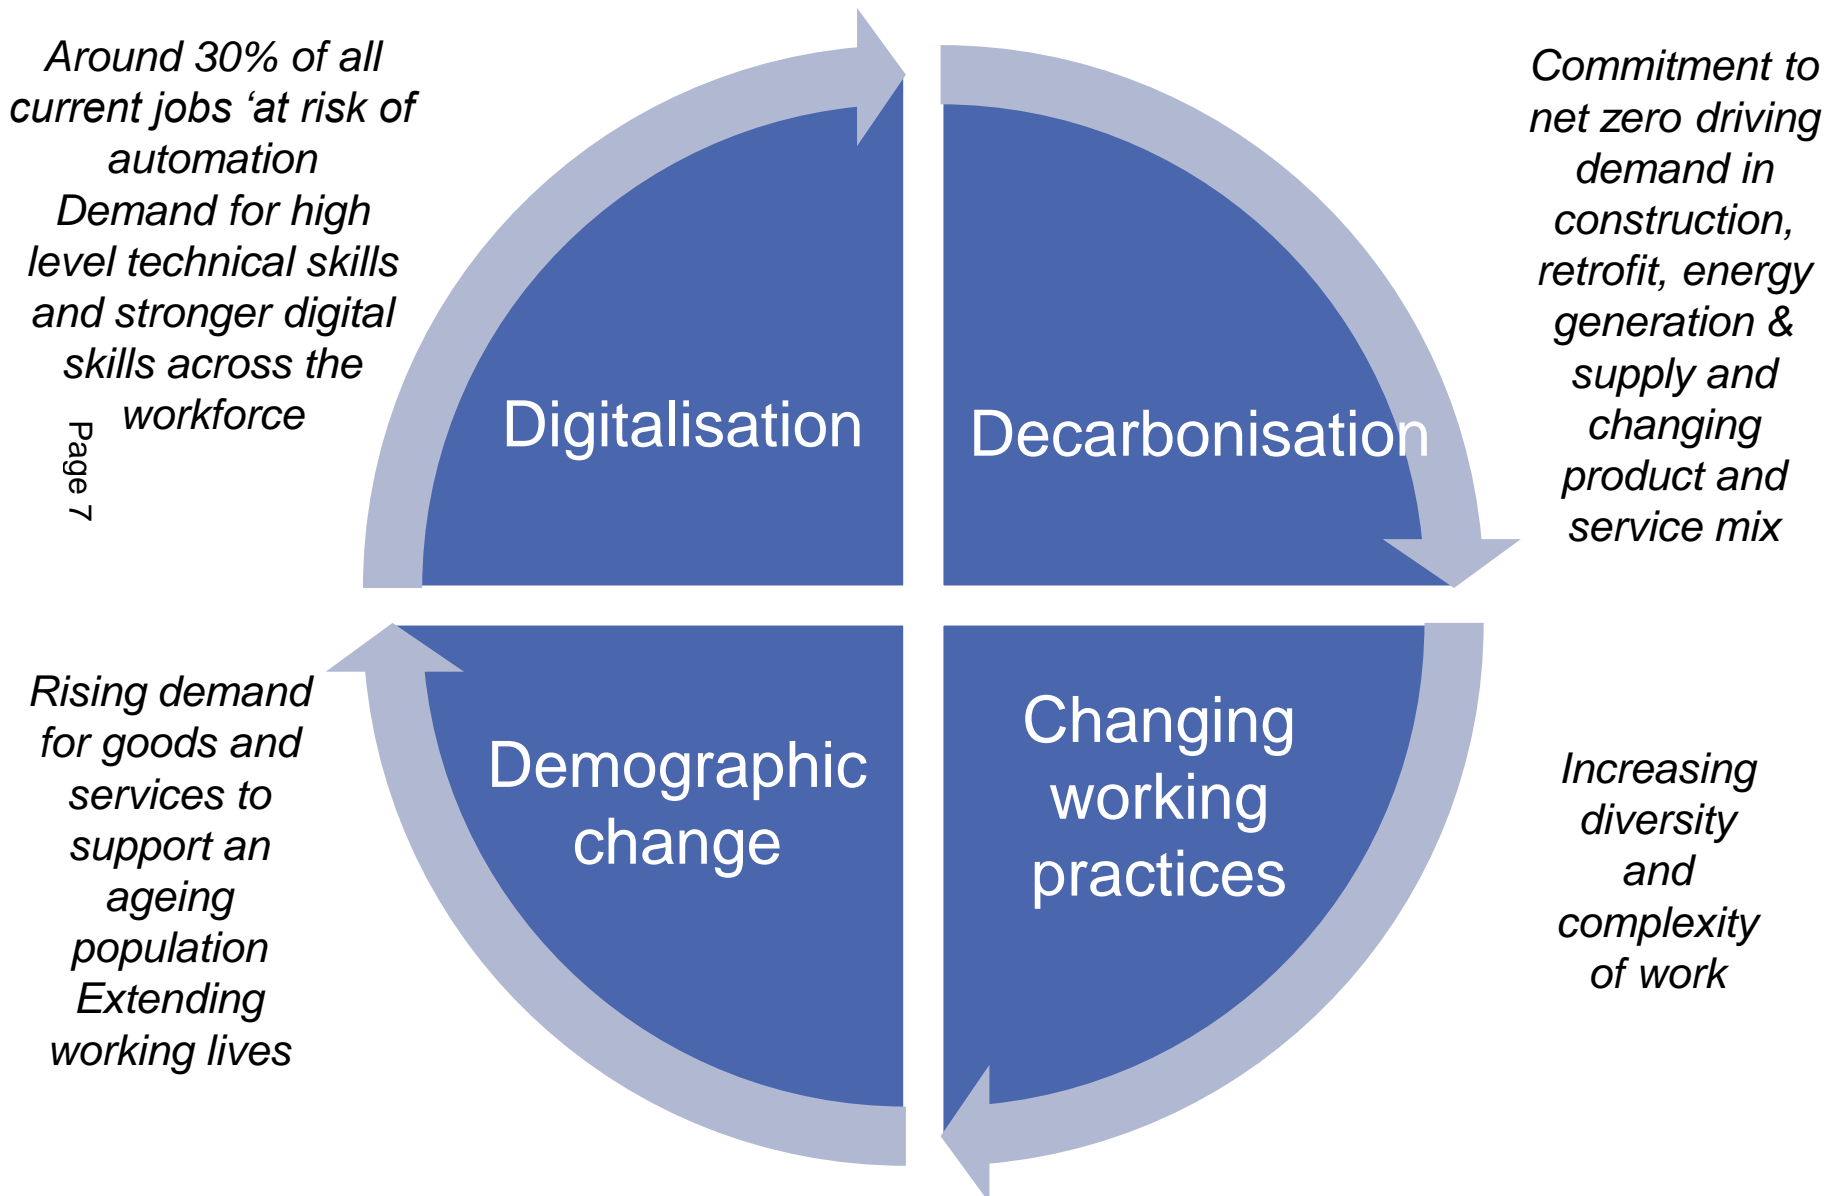 Around 30% of all
current jobs ‘at risk of
automation
Demand for high
level technical skills
and stronger digital
skills across the
workforce
Page 7
Digitalisation
Decarbonisation
Commitment to
net zero driving
demand in
construction,
retrofit, energy
generation &
supply and
changing
product and
service mix
Rising demand
for goods and
services to
support an
ageing
population
Extending
working lives
Demographic
change
Changing
working
practices
Increasing
diversity
and
complexity
of work